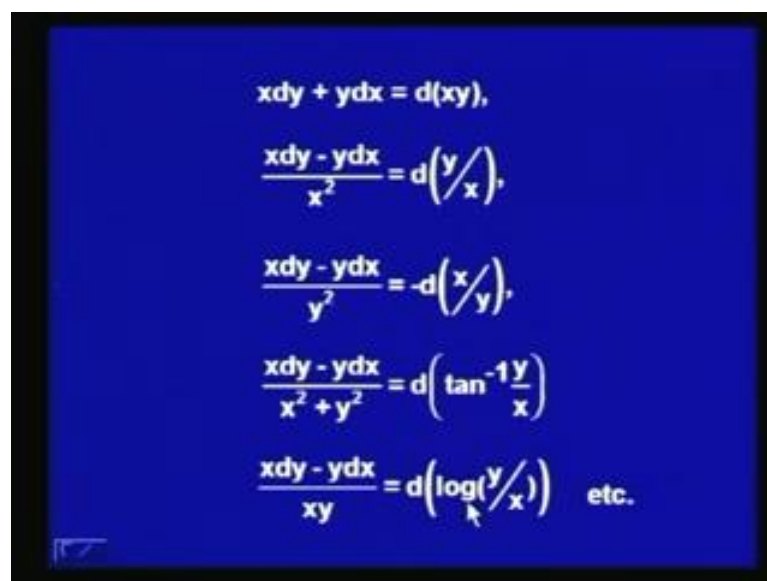 xdy + ydx = d(xy),
xdy - ydx / x² = d(y/x),
xdy - ydx / y² = -d(x/y),
xdy - ydx / x² + y² = d(tan⁻¹ y/x)
xdy - ydx / xy = d(log(y/x)) etc.